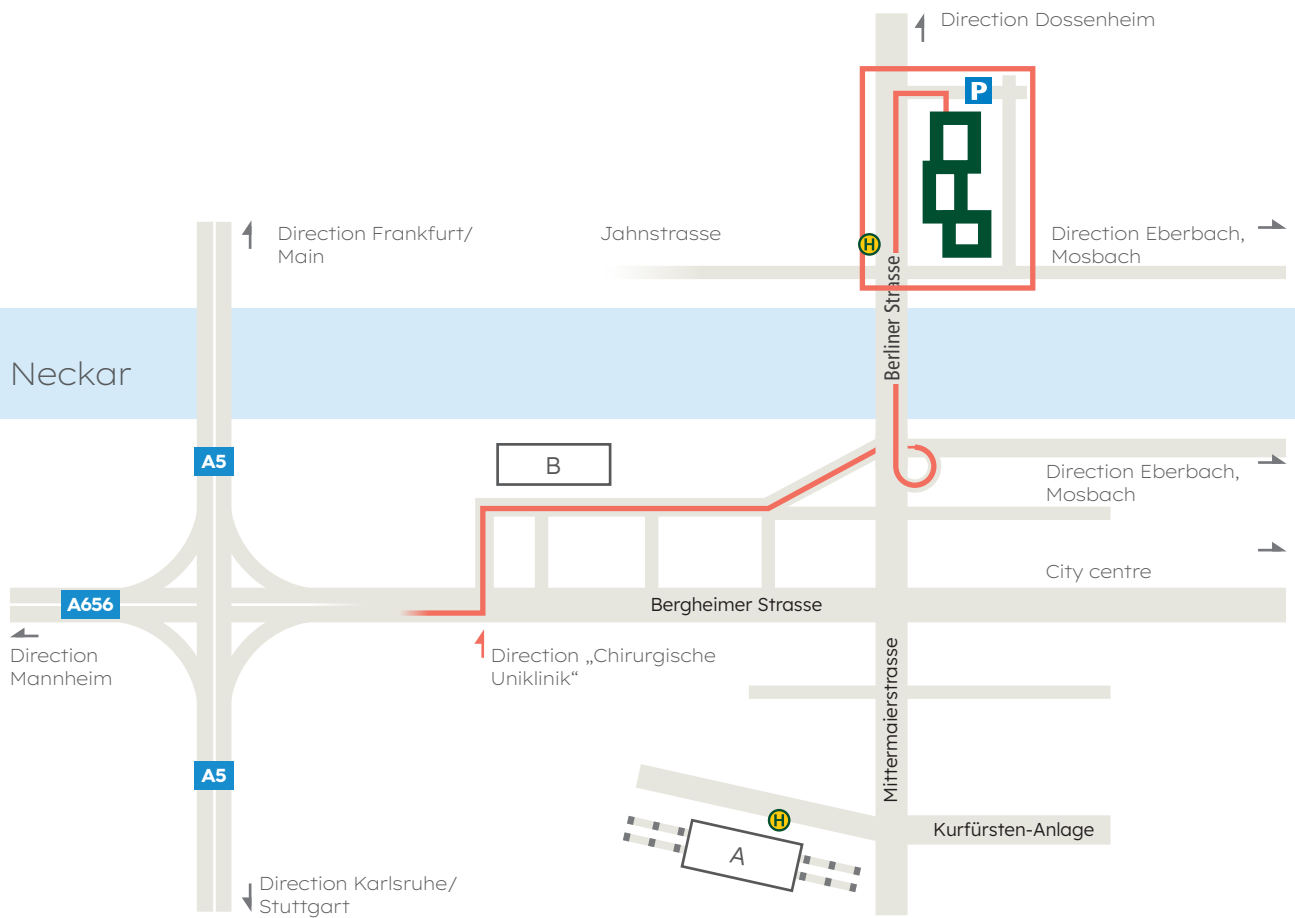 Direction Dossenheim
P
Direction Frankfurt/
Main
Jahnstrasse
H
Direction Eberbach,
Mosbach
Berliner Strasse
Neckar
A5
B
Direction Eberbach,
Mosbach
City centre
A656
Bergheimer Strasse
Direction
Mannheim
Direction „Chirurgische
Uniklinik“
Mittermaierstrasse
A5
H
Kurfürsten-Anlage
A
Direction Karlsruhe/
Stuttgart